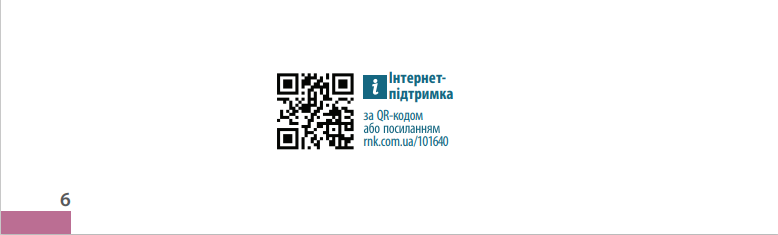 i Інтернет-
підтримка
за QR-кодом
або посиланням
rnk.com.ua/101640
6